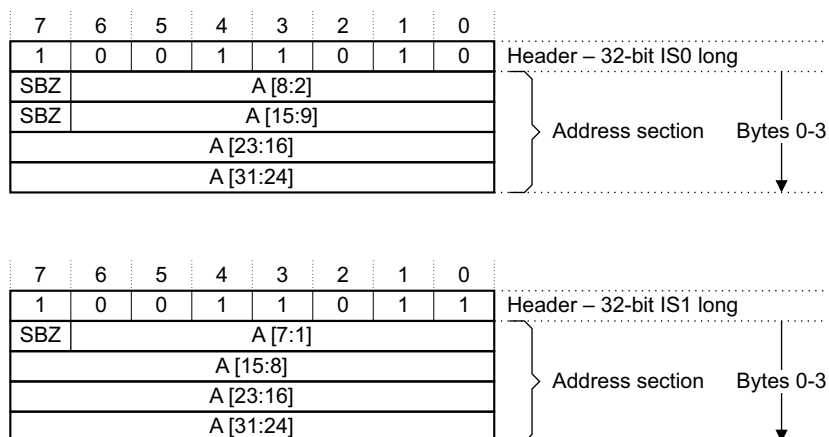 7 6 5 4 3 2 1 0
1 0 0 1 1 0 1 0 Header – 32-bit IS0 long
SBZ A [8:2]
SBZ A [15:9] Address section Bytes 0-3
A [23:16]
A [31:24]
7 6 5 4 3 2 1 0
1 0 0 1 1 0 1 1 Header – 32-bit IS1 long
SBZ A [7:1]
A [15:8] Address section Bytes 0-3
A [23:16]
A [31:24]